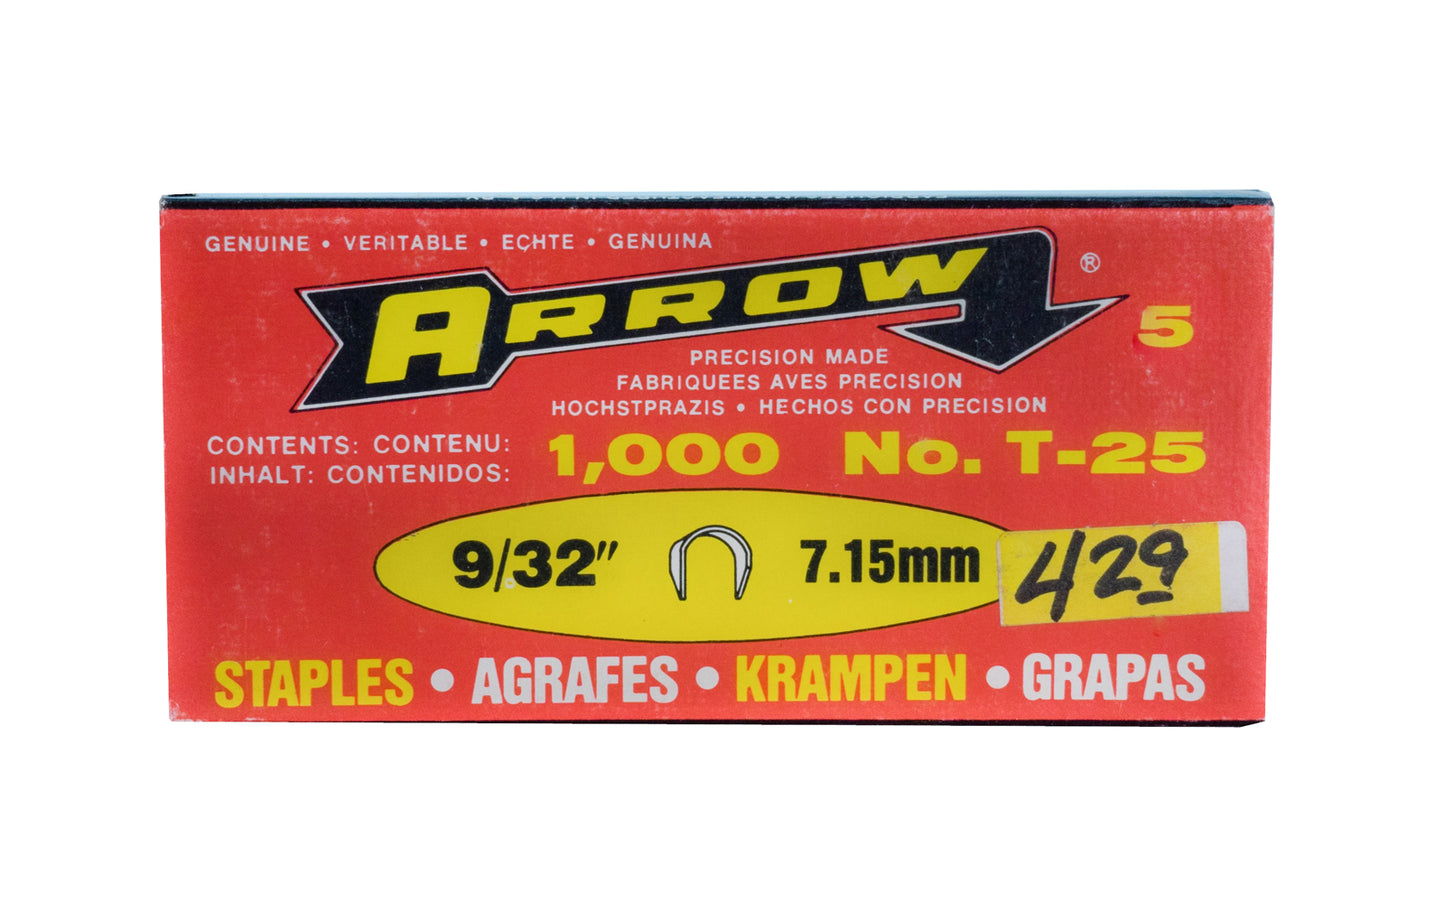 GENUINE • VERITABLE • ECHTE • GENUINA
ARROW ®
5
PRECISION MADE
FABRIQUEES AVES PRECISION
HOCHSTPRAZIS • HECHOS CON PRECISION
CONTENTS: CONTENU:
INHALT: CONTENIDOS:
1,000 No. T-25
9/32" 7.15mm
429
STAPLES • AGRAFES • KRAMPEN • GRAPAS